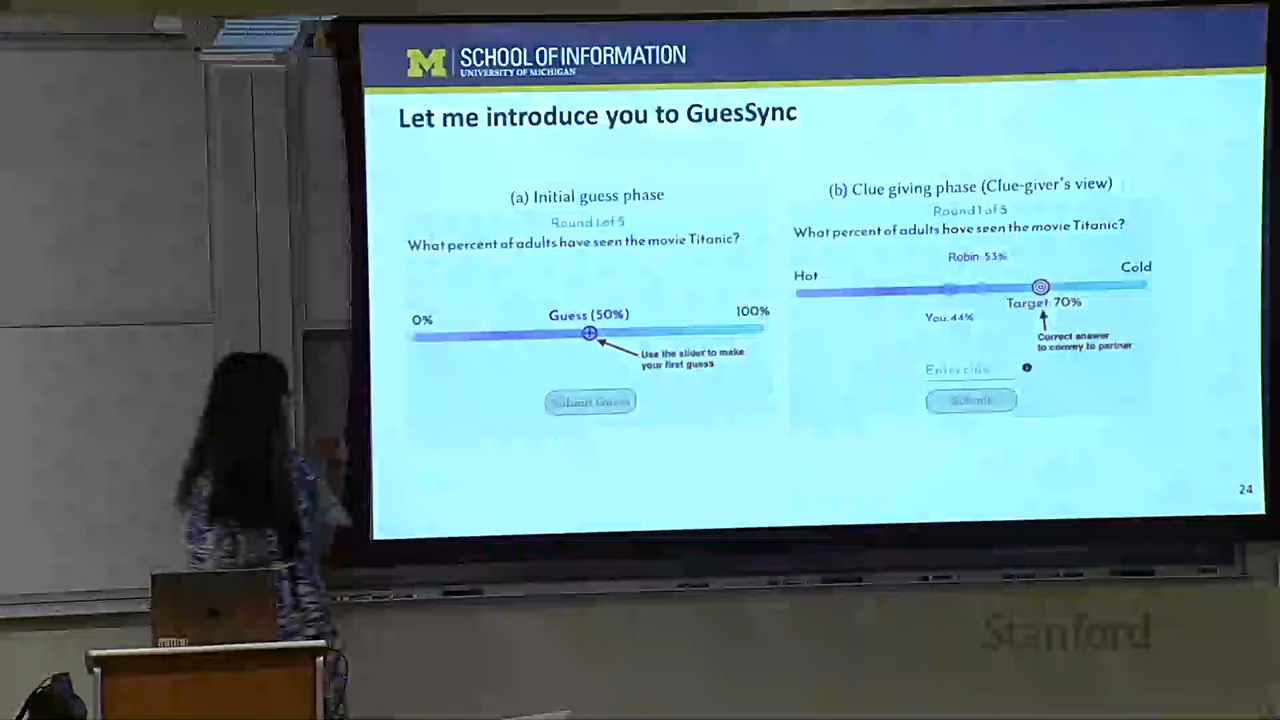 M SCHOOL OF INFORMATION
UNIVERSITY OF MICHIGAN
Let me introduce you to GuesSync
(a) Initial guess phase
Round 1 of 5
What percent of adults have seen the movie Titanic?
0%
Guess (50%)
100%
Use the slider to make
your first guess
Submit Guess
(b) Clue giving phase (Clue-giver's view)
Round 1 of 5
What percent of adults have seen the movie Titanic?
Robin 53%
Hot
Cold
Target 70%
You 44%
Correct answer
to convey to partner
Submit
24
Stanford